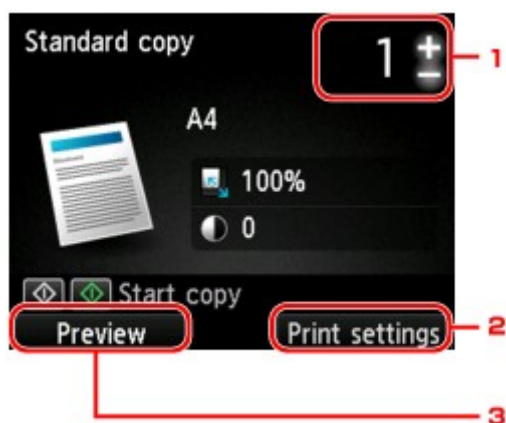 Standard copy
1 + −
1
A4
100%
0
Start copy
Preview
Print settings
2
3